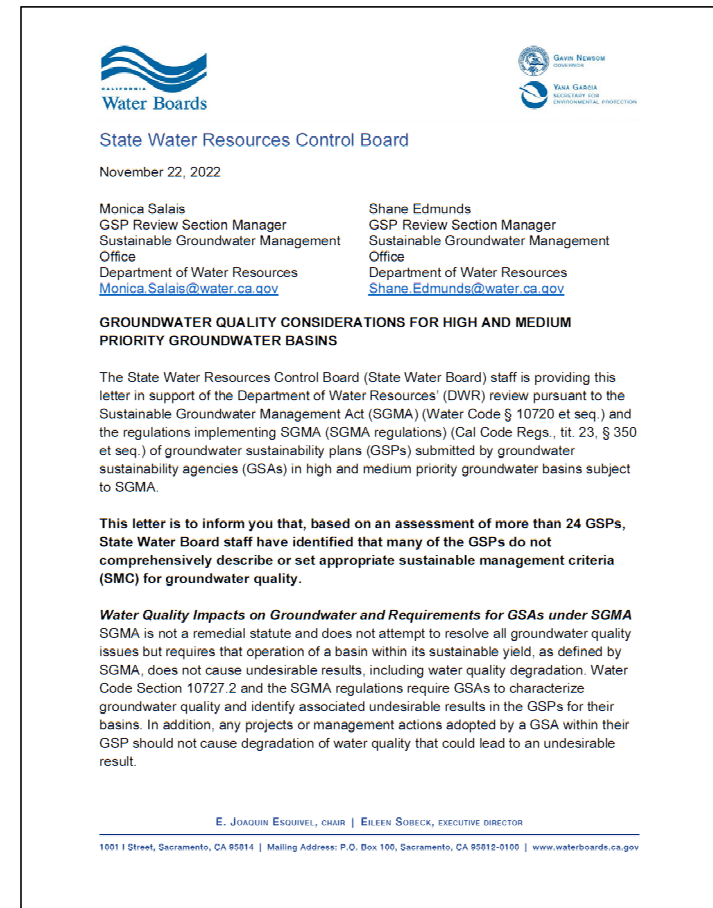 CALIFORNIA
Water Boards
GAVIN NEWSOM
GOVERNOR
YANA GARCIA
SECRETARY FOR
ENVIRONMENTAL PROTECTION
State Water Resources Control Board
November 22, 2022
Monica Salais
GSP Review Section Manager
Sustainable Groundwater Management
Office
Department of Water Resources
Monica.Salais@water.ca.gov
Shane Edmunds
GSP Review Section Manager
Sustainable Groundwater Management
Office
Department of Water Resources
Shane.Edmunds@water.ca.gov
GROUNDWATER QUALITY CONSIDERATIONS FOR HIGH AND MEDIUM
PRIORITY GROUNDWATER BASINS
The State Water Resources Control Board (State Water Board) staff is providing this
letter in support of the Department of Water Resources’ (DWR) review pursuant to the
Sustainable Groundwater Management Act (SGMA) (Water Code § 10720 et seq.) and
the regulations implementing SGMA (SGMA regulations) (Cal Code Regs., tit. 23, § 350
et seq.) of groundwater sustainability plans (GSPs) submitted by groundwater
sustainability agencies (GSAs) in high and medium priority groundwater basins subject
to SGMA.
This letter is to inform you that, based on an assessment of more than 24 GSPs,
State Water Board staff have identified that many of the GSPs do not
comprehensively describe or set appropriate sustainable management criteria
(SMC) for groundwater quality.
Water Quality Impacts on Groundwater and Requirements for GSAs under SGMA
SGMA is not a remedial statute and does not attempt to resolve all groundwater quality
issues but requires that operation of a basin within its sustainable yield, as defined by
SGMA, does not cause undesirable results, including water quality degradation. Water
Code Section 10727.2 and the SGMA regulations require GSAs to characterize
groundwater quality and identify associated undesirable results in the GSPs for their
basins. In addition, any projects or management actions adopted by a GSA within their
GSP should not cause degradation of water quality that could lead to an undesirable
result.
E. JOAQUIN ESQUIVEL, CHAIR | EILEEN SOBECK, EXECUTIVE DIRECTOR
1001 I Street, Sacramento, CA 95814 | Mailing Address: P.O. Box 100, Sacramento, CA 95812-0100 | www.waterboards.ca.gov